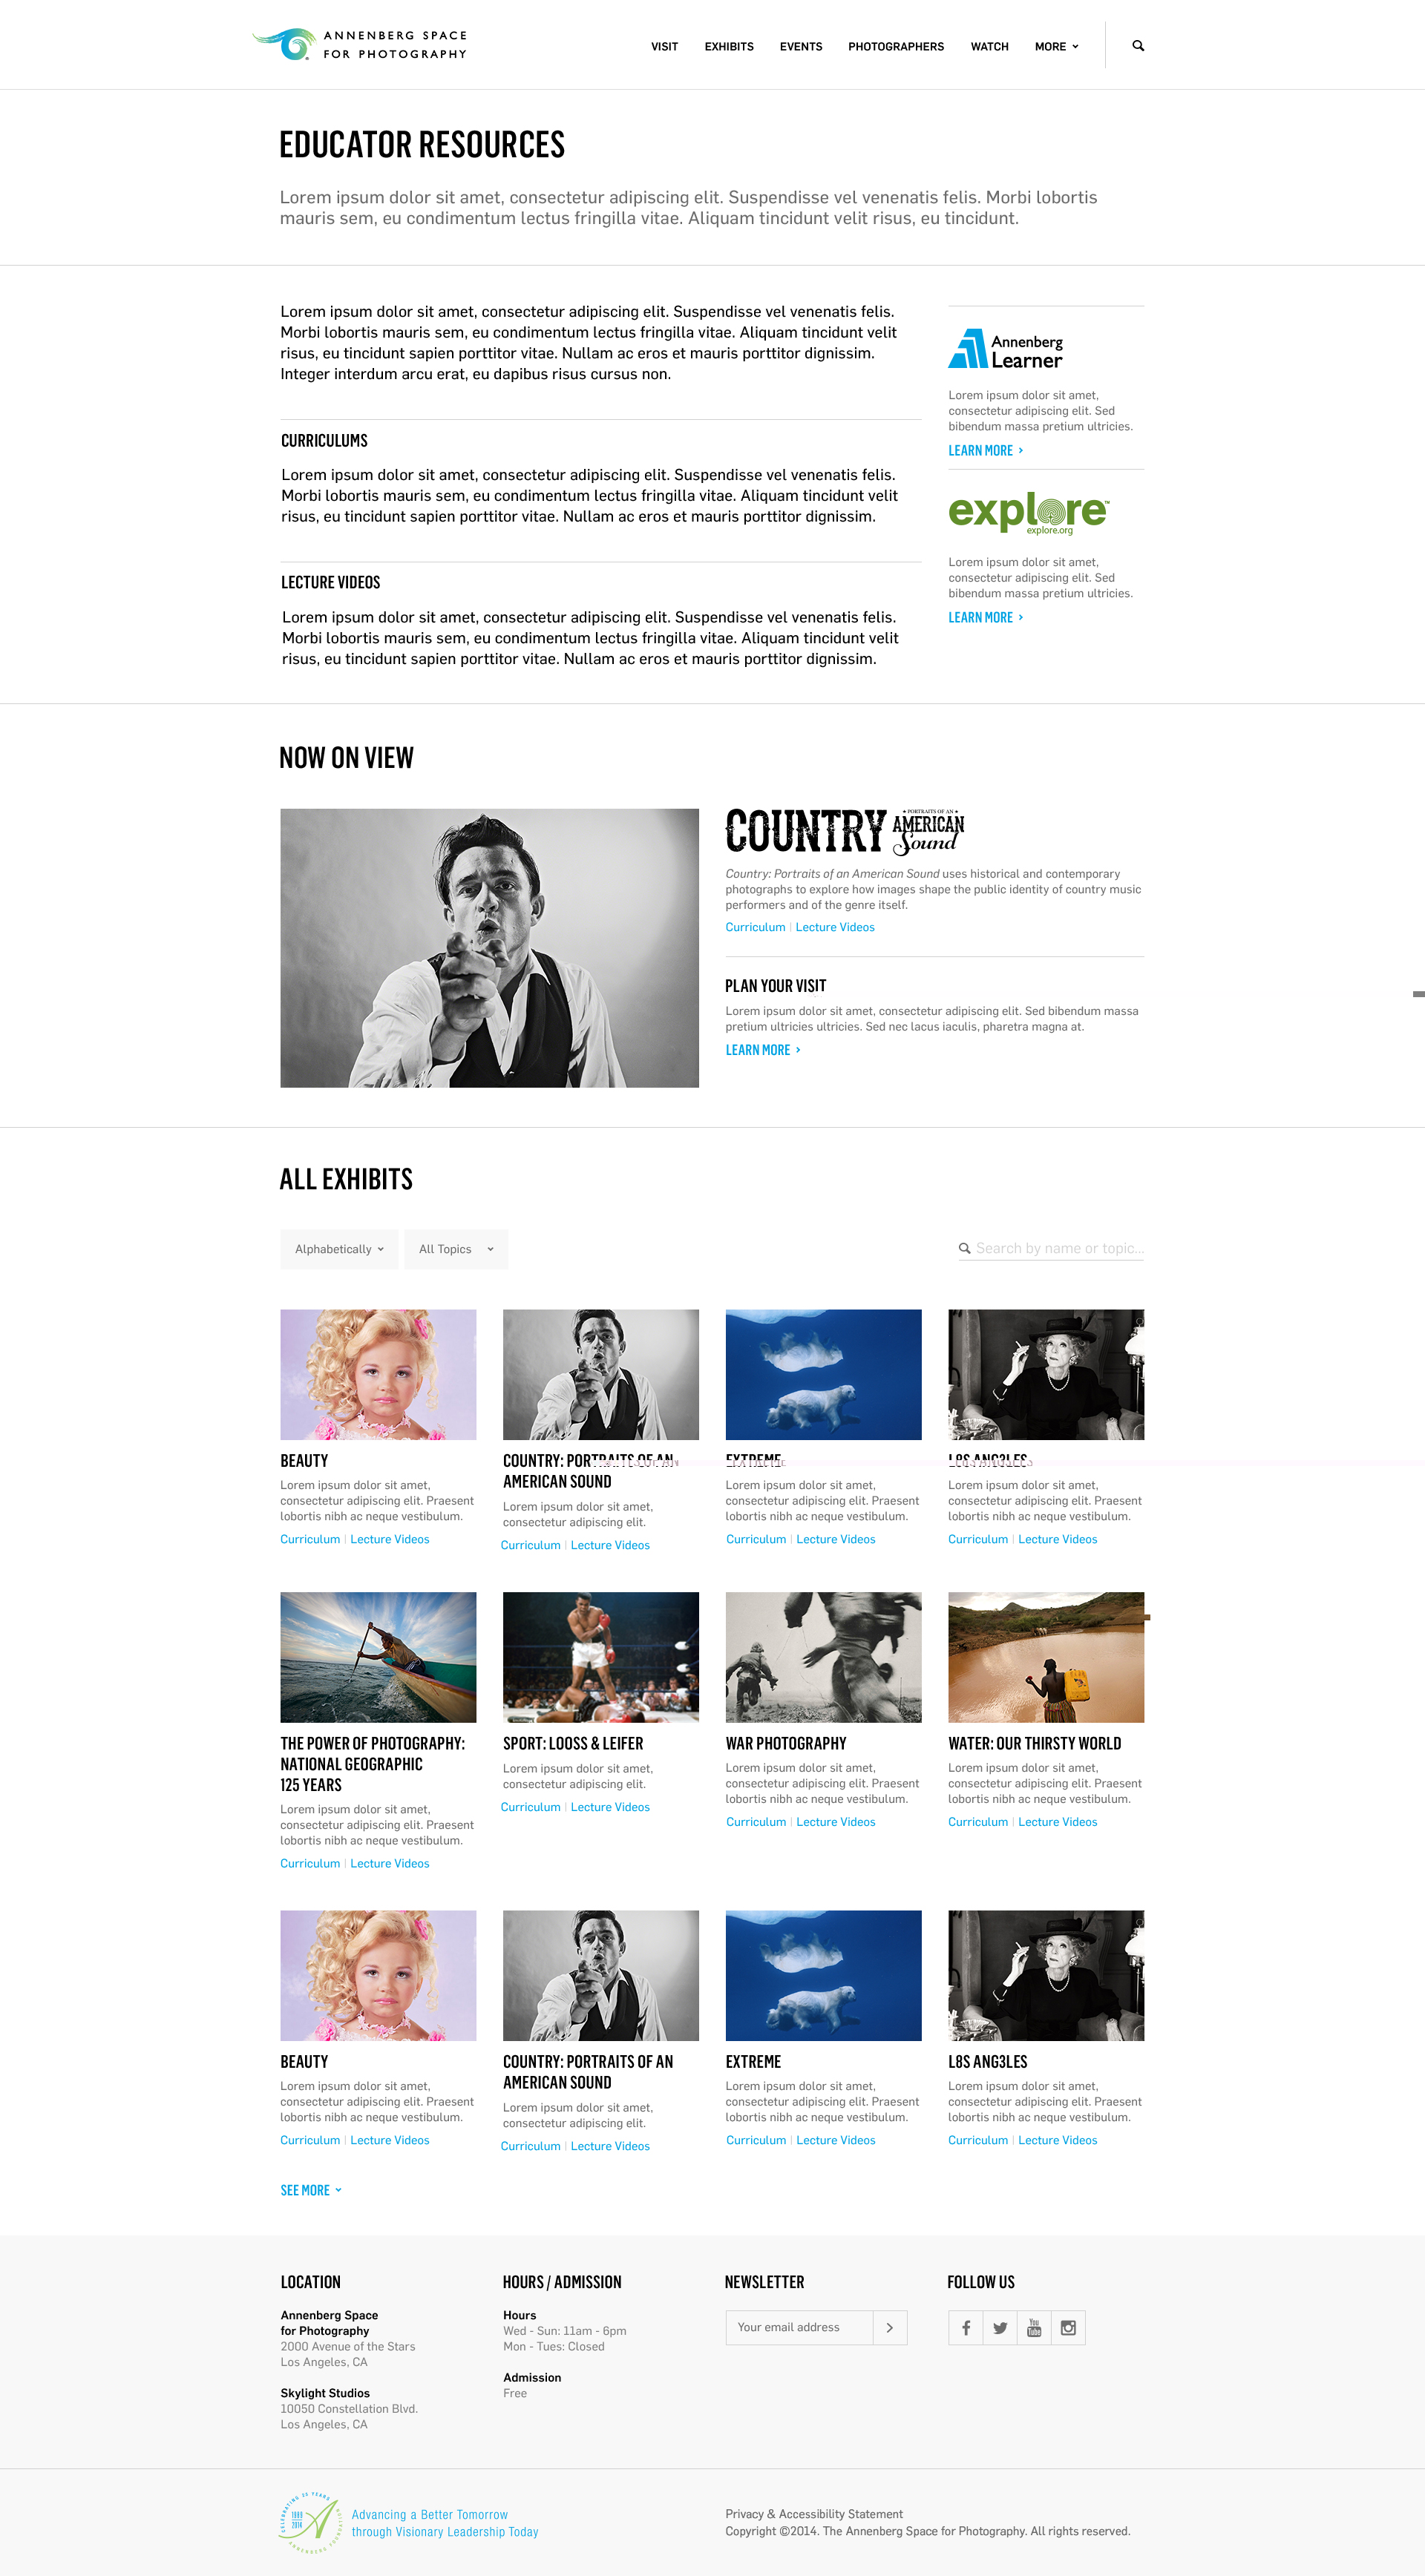 ANNENBERG SPACE
FOR PHOTOGRAPHY
VISIT EXHIBITS EVENTS PHOTOGRAPHERS WATCH MORE
EDUCATOR RESOURCES
Lorem ipsum dolor sit amet, consectetur adipiscing elit. Suspendisse vel venenatis felis. Morbi lobortis
mauris sem, eu condimentum lectus fringilla vitae. Aliquam tincidunt velit risus, eu tincidunt.
Lorem ipsum dolor sit amet, consectetur adipiscing elit. Suspendisse vel venenatis felis.
Morbi lobortis mauris sem, eu condimentum lectus fringilla vitae. Aliquam tincidunt velit
risus, eu tincidunt sapien porttitor vitae. Nullam ac eros et mauris porttitor dignissim.
Integer interdum arcu erat, eu dapibus risus cursus non.
CURRICULUMS
Lorem ipsum dolor sit amet, consectetur adipiscing elit. Suspendisse vel venenatis felis.
Morbi lobortis mauris sem, eu condimentum lectus fringilla vitae. Aliquam tincidunt velit
risus, eu tincidunt sapien porttitor vitae. Nullam ac eros et mauris porttitor dignissim.
LECTURE VIDEOS
Lorem ipsum dolor sit amet, consectetur adipiscing elit. Suspendisse vel venenatis felis.
Morbi lobortis mauris sem, eu condimentum lectus fringilla vitae. Aliquam tincidunt velit
risus, eu tincidunt sapien porttitor vitae. Nullam ac eros et mauris porttitor dignissim.
Annenberg
Learner
Lorem ipsum dolor sit amet,
consectetur adipiscing elit. Sed
bibendum massa pretium ultricies.
LEARN MORE
explore™
explore.org
Lorem ipsum dolor sit amet,
consectetur adipiscing elit. Sed
bibendum massa pretium ultricies.
LEARN MORE
NOW ON VIEW
COUNTRY PORTRAITS OF AN
AMERICAN
Sound
Country: Portraits of an American Sound uses historical and contemporary
photographs to explore how images shape the public identity of country music
performers and of the genre itself.
Curriculum | Lecture Videos
PLAN YOUR VISIT
Lorem ipsum dolor sit amet, consectetur adipiscing elit. Sed bibendum massa
pretium ultricies ultricies. Sed nec lacus iaculis, pharetra magna at.
LEARN MORE
ALL EXHIBITS
Alphabetically All Topics Search by name or topic...
BEAUTY
Lorem ipsum dolor sit amet,
consectetur adipiscing elit. Praesent
lobortis nibh ac neque vestibulum.
Curriculum | Lecture Videos
COUNTRY: PORTRAITS OF AN
AMERICAN SOUND
Lorem ipsum dolor sit amet,
consectetur adipiscing elit.
Curriculum | Lecture Videos
EXTREME
Lorem ipsum dolor sit amet,
consectetur adipiscing elit. Praesent
lobortis nibh ac neque vestibulum.
Curriculum | Lecture Videos
L8S ANG3LES
Lorem ipsum dolor sit amet,
consectetur adipiscing elit. Praesent
lobortis nibh ac neque vestibulum.
Curriculum | Lecture Videos
THE POWER OF PHOTOGRAPHY:
NATIONAL GEOGRAPHIC
125 YEARS
Lorem ipsum dolor sit amet,
consectetur adipiscing elit. Praesent
lobortis nibh ac neque vestibulum.
Curriculum | Lecture Videos
SPORT: LOOSS & LEIFER
Lorem ipsum dolor sit amet,
consectetur adipiscing elit.
Curriculum | Lecture Videos
WAR PHOTOGRAPHY
Lorem ipsum dolor sit amet,
consectetur adipiscing elit. Praesent
lobortis nibh ac neque vestibulum.
Curriculum | Lecture Videos
WATER: OUR THIRSTY WORLD
Lorem ipsum dolor sit amet,
consectetur adipiscing elit. Praesent
lobortis nibh ac neque vestibulum.
Curriculum | Lecture Videos
BEAUTY
Lorem ipsum dolor sit amet,
consectetur adipiscing elit. Praesent
lobortis nibh ac neque vestibulum.
Curriculum | Lecture Videos
COUNTRY: PORTRAITS OF AN
AMERICAN SOUND
Lorem ipsum dolor sit amet,
consectetur adipiscing elit.
Curriculum | Lecture Videos
EXTREME
Lorem ipsum dolor sit amet,
consectetur adipiscing elit. Praesent
lobortis nibh ac neque vestibulum.
Curriculum | Lecture Videos
L8S ANG3LES
Lorem ipsum dolor sit amet,
consectetur adipiscing elit. Praesent
lobortis nibh ac neque vestibulum.
Curriculum | Lecture Videos
SEE MORE
LOCATION
Annenberg Space
for Photography
2000 Avenue of the Stars
Los Angeles, CA
Skylight Studios
10050 Constellation Blvd.
Los Angeles, CA
HOURS / ADMISSION
Hours
Wed - Sun: 11am - 6pm
Mon - Tues: Closed
Admission
Free
NEWSLETTER
Your email address
FOLLOW US
You
Tube
CELEBRATING 25 YEARS
1989
2014
A
Advancing a Better Tomorrow
through Visionary Leadership Today
Privacy & Accessibility Statement
Copyright ©2014. The Annenberg Space for Photography. All rights reserved.